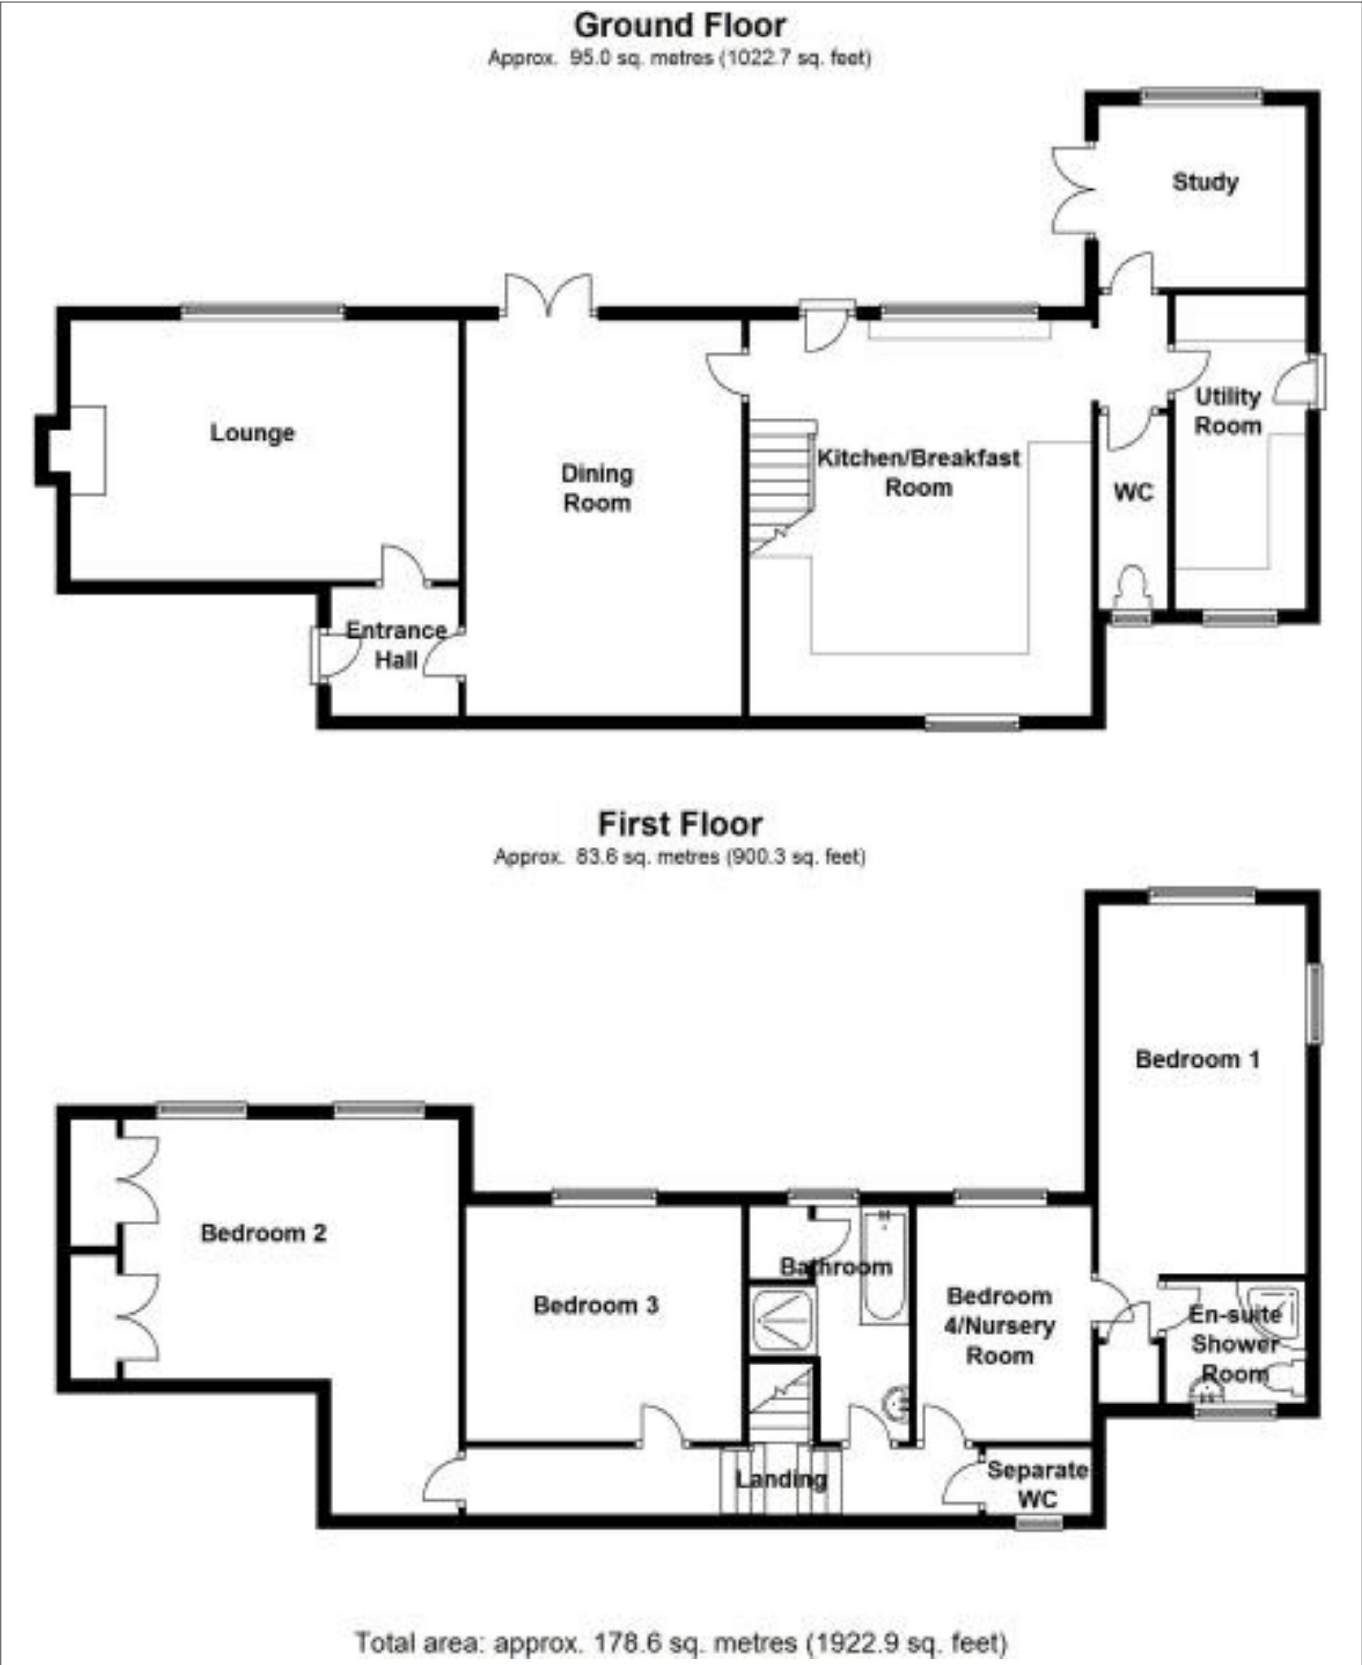 Ground Floor
Approx. 95.0 sq. metres (1022.7 sq. feet)
Study
Lounge
Dining
Room
Kitchen/Breakfast
Room
Utility
Room
WC
Entrance
Hall
First Floor
Approx. 83.6 sq. metres (900.3 sq. feet)
Bedroom 1
Bedroom 2
Bedroom 3
Bathroom
Bedroom
4/Nursery
Room
En-suite
Shower
Room
Landing
Separate
WC
Total area: approx. 178.6 sq. metres (1922.9 sq. feet)